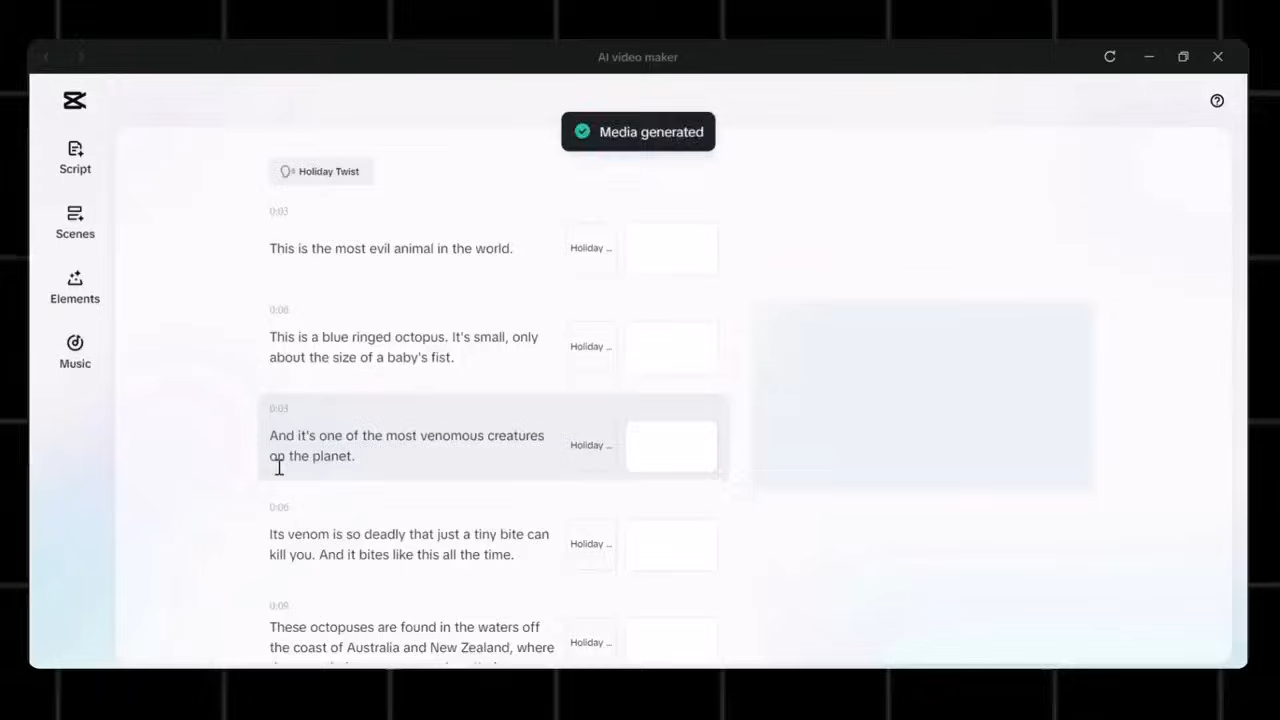 AI video maker
Media generated
Script
Scenes
Elements
Music
Holiday Twist
0:03
This is the most evil animal in the world.
Holiday ...
0:06
This is a blue ringed octopus. It's small, only
about the size of a baby's fist.
Holiday ...
0:03
And it's one of the most venomous creatures
on the planet.
Holiday ...
0:06
Its venom is so deadly that just a tiny bite can
kill you. And it bites like this all the time.
Holiday ...
0:09
These octopuses are found in the waters off
the coast of Australia and New Zealand, where
Holiday ...